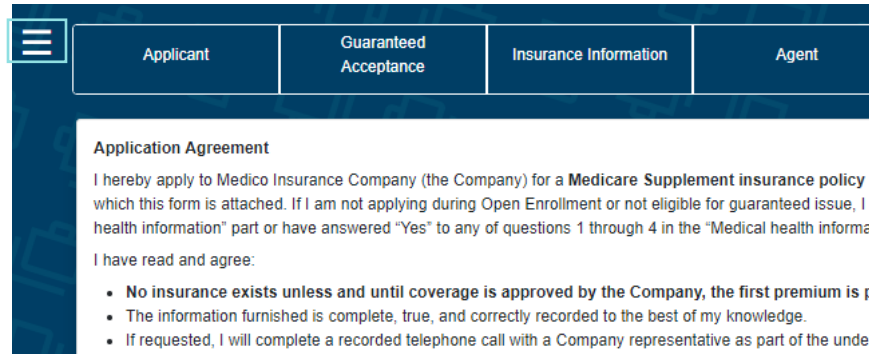 Applicant
Guaranteed
Acceptance
Insurance Information
Agent
Application Agreement
I hereby apply to Medico Insurance Company (the Company) for a Medicare Supplement insurance policy
which this form is attached. If I am not applying during Open Enrollment or not eligible for guaranteed issue, I
health information” part or have answered “Yes” to any of questions 1 through 4 in the “Medical health informa
I have read and agree:
• No insurance exists unless and until coverage is approved by the Company, the first premium is p
• The information furnished is complete, true, and correctly recorded to the best of my knowledge.
• If requested, I will complete a recorded telephone call with a Company representative as part of the unde